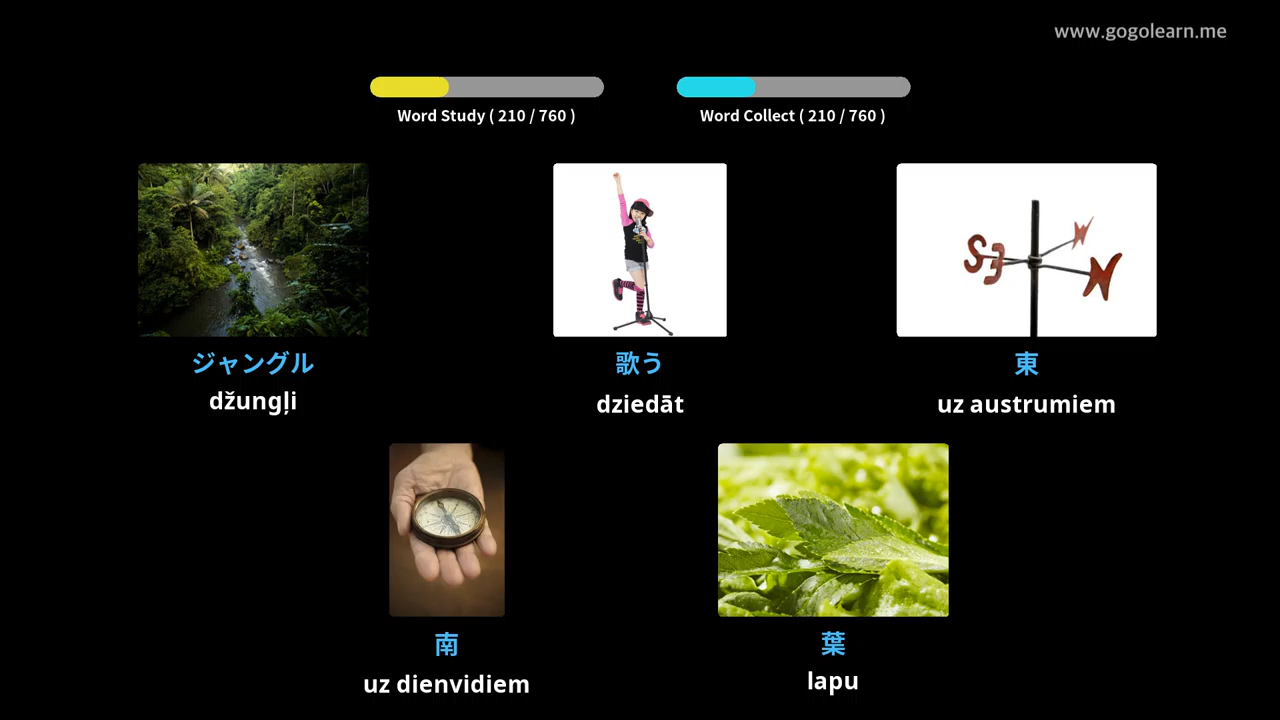 www.gogolearn.me
Word Study ( 210 / 760 )
Word Collect ( 210 / 760 )
S E N
ジャングル
歌う
東
džungļi
dziedāt
uz austrumiem
南
葉
uz dienvidiem
lapu